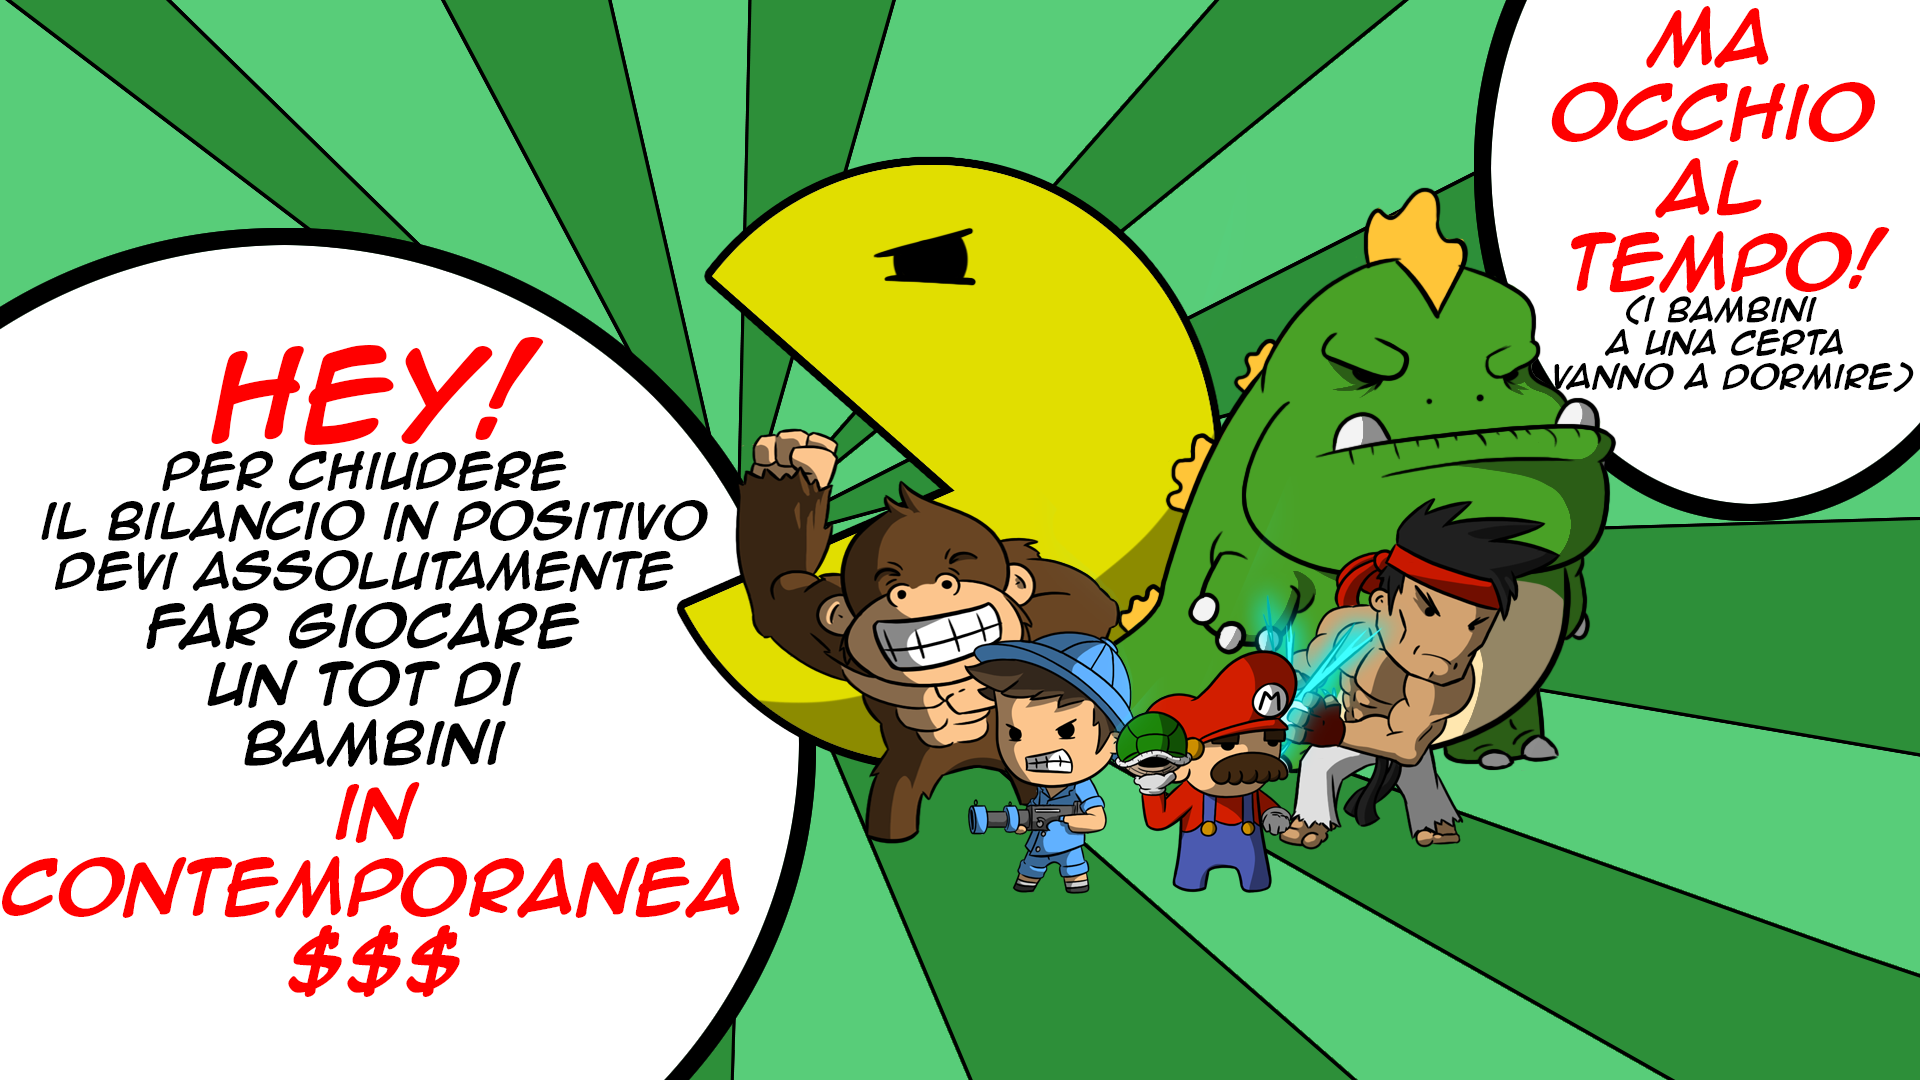 HEY!
PER CHIUDERE
IL BILANCIO IN POSITIVO
DEVI ASSOLUTAMENTE
FAR GIOCARE
UN TOT DI
BAMBINI
IN
CONTEMPORANEA
$$$
MA
OCCHIO
AL
TEMPO!
(I BAMBINI
A UNA CERTA
VANNO A DORMIRE)
M